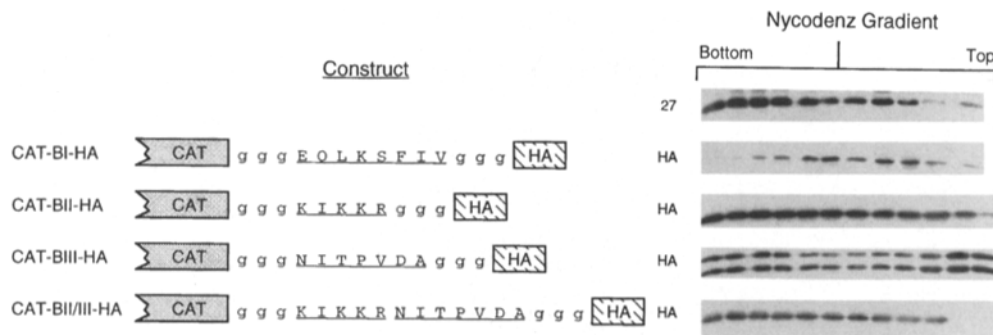 Nycodenz Gradient
Bottom Top
Construct
27
CAT-BI-HA CAT g g g E Q L K S F I V g g g HA HA
CAT-BII-HA CAT g g g K I K K R g g g HA HA
CAT-BIII-HA CAT g g g N I T P V D A g g g HA HA
CAT-BII/III-HA CAT g g g K I K K R N I T P V D A g g g HA HA